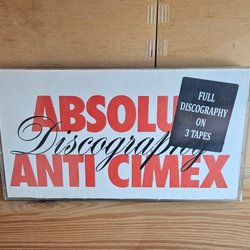 ABSOLU
Discography
ANTI CIMEX
FULL
DISCOGRAPHY
ON
3 TAPES